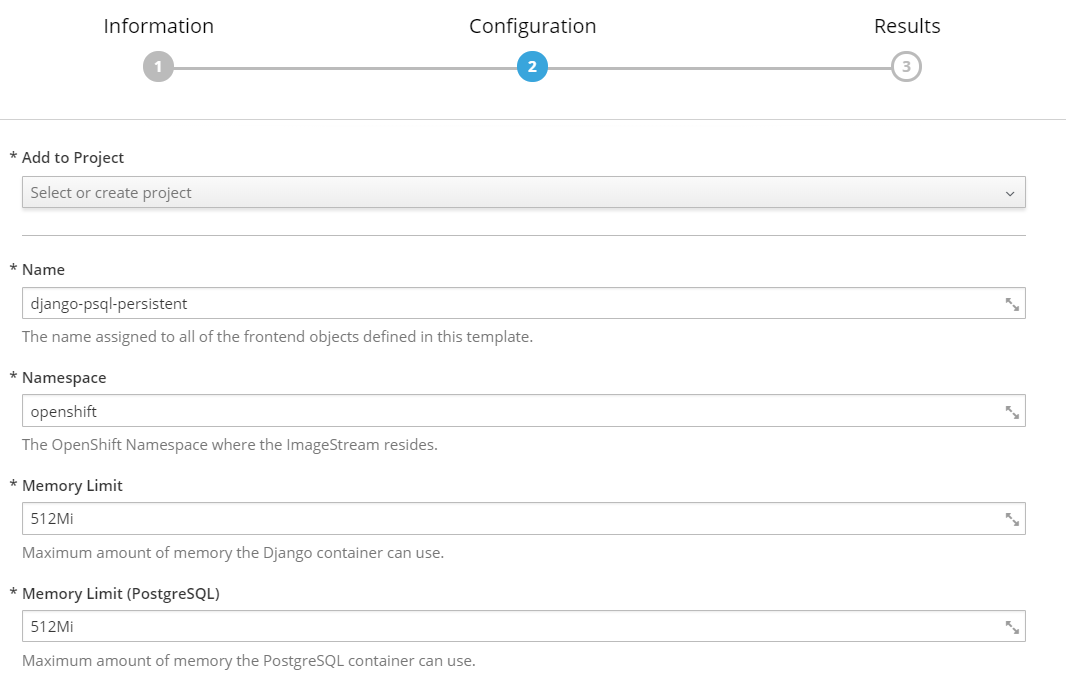 Information
Configuration
Results
1
2
3
* Add to Project
Select or create project
* Name
django-psql-persistent
The name assigned to all of the frontend objects defined in this template.
* Namespace
openshift
The OpenShift Namespace where the ImageStream resides.
* Memory Limit
512Mi
Maximum amount of memory the Django container can use.
* Memory Limit (PostgreSQL)
512Mi
Maximum amount of memory the PostgreSQL container can use.